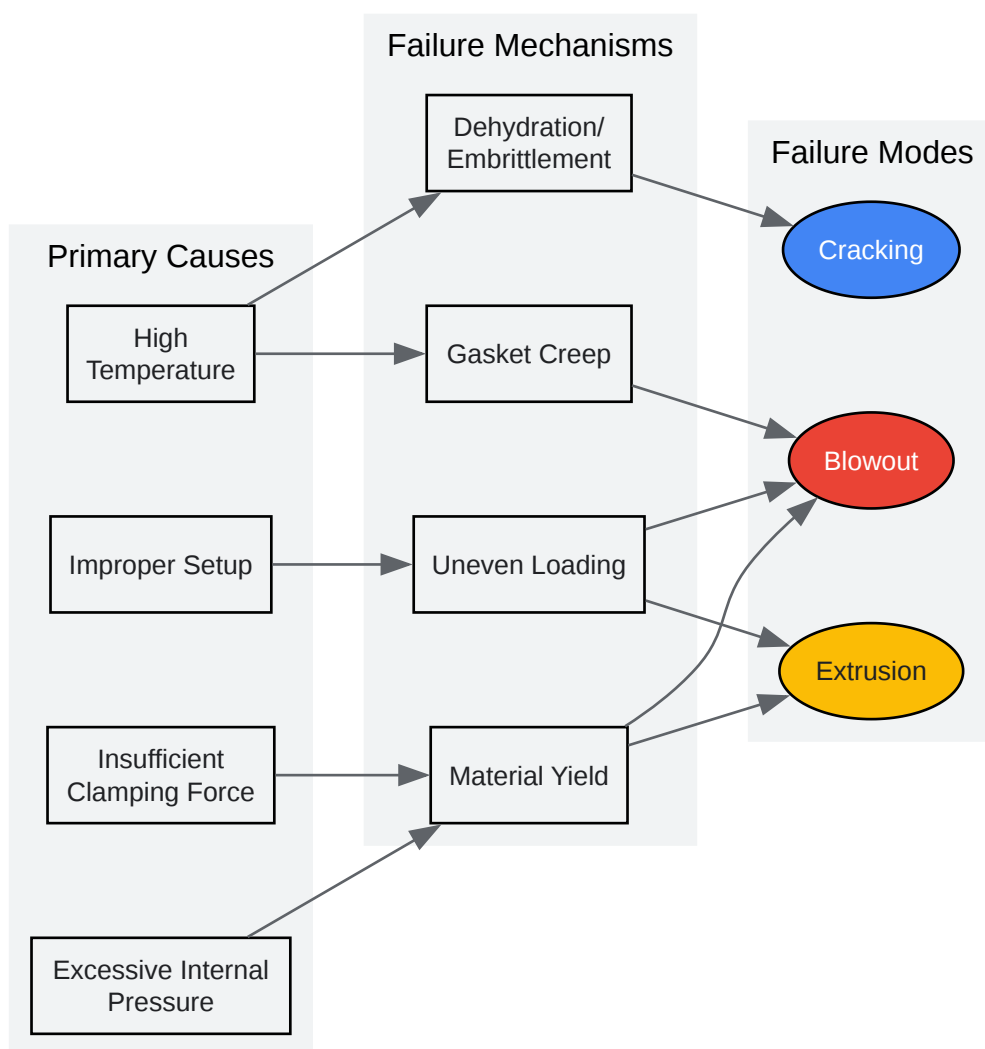 Primary Causes
High
Temperature
Improper Setup
Insufficient
Clamping Force
Excessive Internal
Pressure
Failure Mechanisms
Dehydration/
Embrittlement
Gasket Creep
Uneven Loading
Material Yield
Failure Modes
Cracking
Blowout
Extrusion